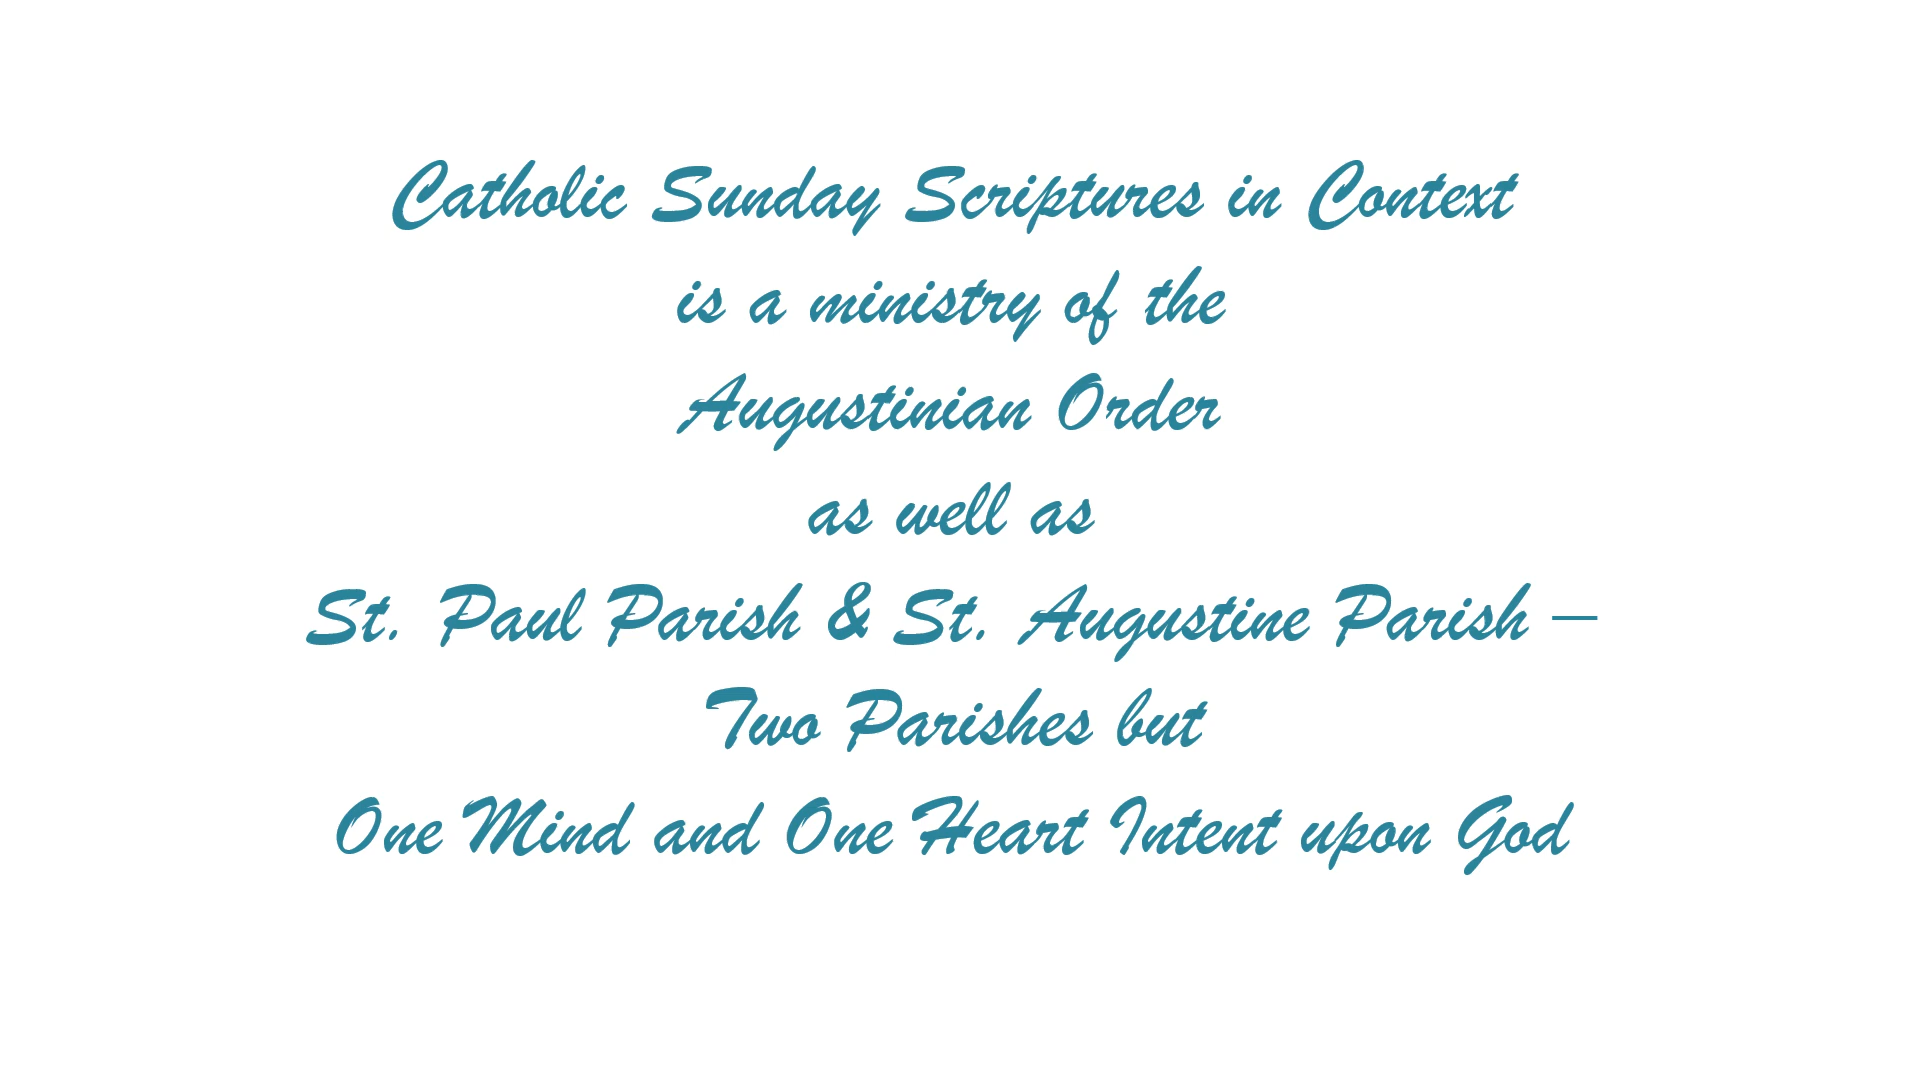 Catholic Sunday Scriptures in Context
is a ministry of the
Augustinian Order
as well as
St. Paul Parish & St. Augustine Parish –
Two Parishes but
One Mind and One Heart Intent upon God